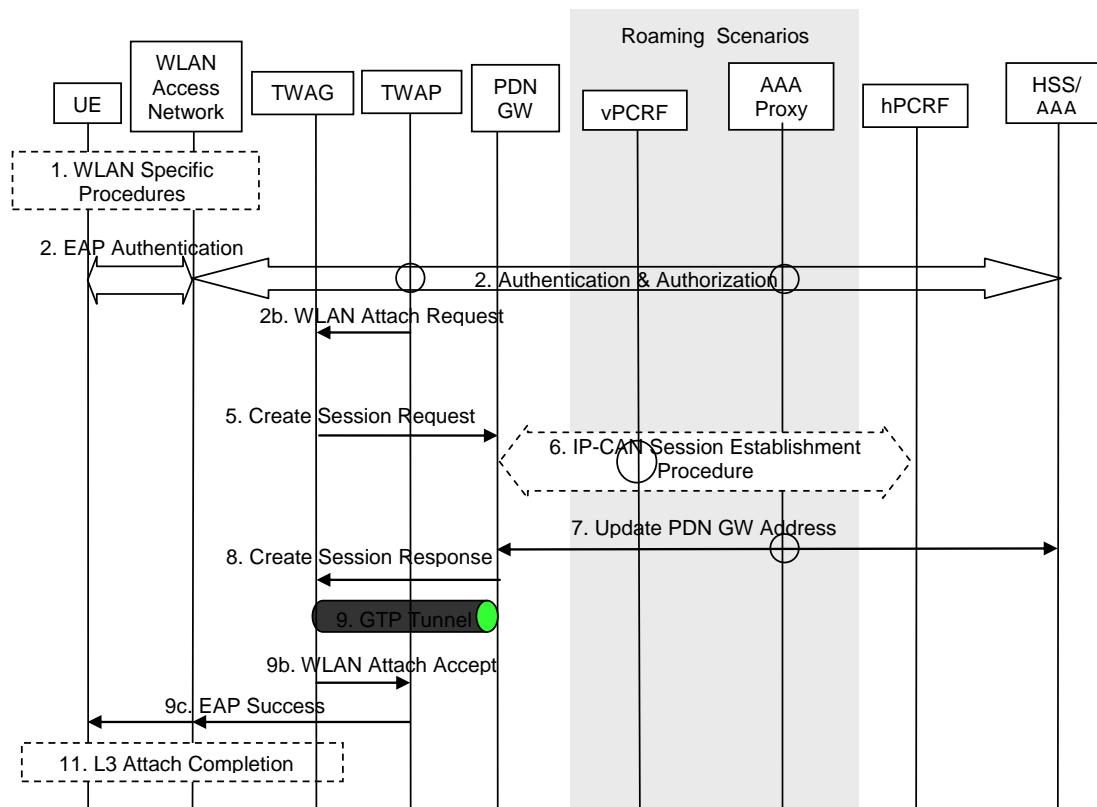 Roaming Scenarios
UE
WLAN
Access
Network
TWAG
TWAP
PDN
GW
vPCRF
AAA
Proxy
hPCRF
HSS/
AAA
1. WLAN Specific
Procedures
2. EAP Authentication
2. Authentication & Authorization
2b. WLAN Attach Request
5. Create Session Request
6. IP-CAN Session Establishment
Procedure
7. Update PDN GW Address
8. Create Session Response
9. GTP Tunnel
9b. WLAN Attach Accept
9c. EAP Success
11. L3 Attach Completion